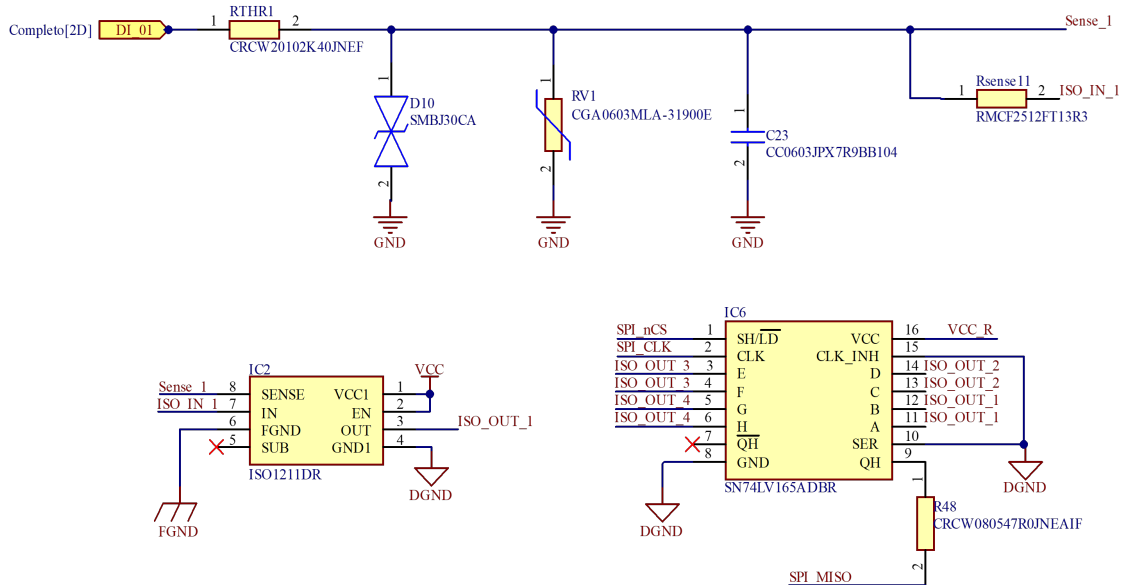 Completo[2D]
DI_01
1
RTHR1
2
CRCW20102K40JNEF
Sense_1
1
D10
SMBJ30CA
2
GND
1
RV1
CGA0603MLA-31900E
2
GND
1
C23
CC0603JPX7R9BB104
2
GND
Rsense11
1
2
ISO_IN_1
RMCF2512FT13R3
IC2
Sense_1 8 SENSE VCC1 1 VCC
ISO_IN_1 7 IN EN 2
6 FGND OUT 3 ISO_OUT_1
5 SUB GND1 4
ISO1211DR
FGND
DGND
IC6
SPI_nCS 1 SH/LD VCC 16 VCC_R
SPI_CLK 2 CLK CLK_INH 15
ISO_OUT_3 3 E D 14 ISO_OUT_2
ISO_OUT_3 4 F C 13 ISO_OUT_2
ISO_OUT_4 5 G B 12 ISO_OUT_1
ISO_OUT_4 6 H A 11 ISO_OUT_1
7 QH SER 10
8 GND QH 9
SN74LV165ADBR
DGND
DGND
1
R48
CRCW080547R0JNEAIF
2
SPI_MISO